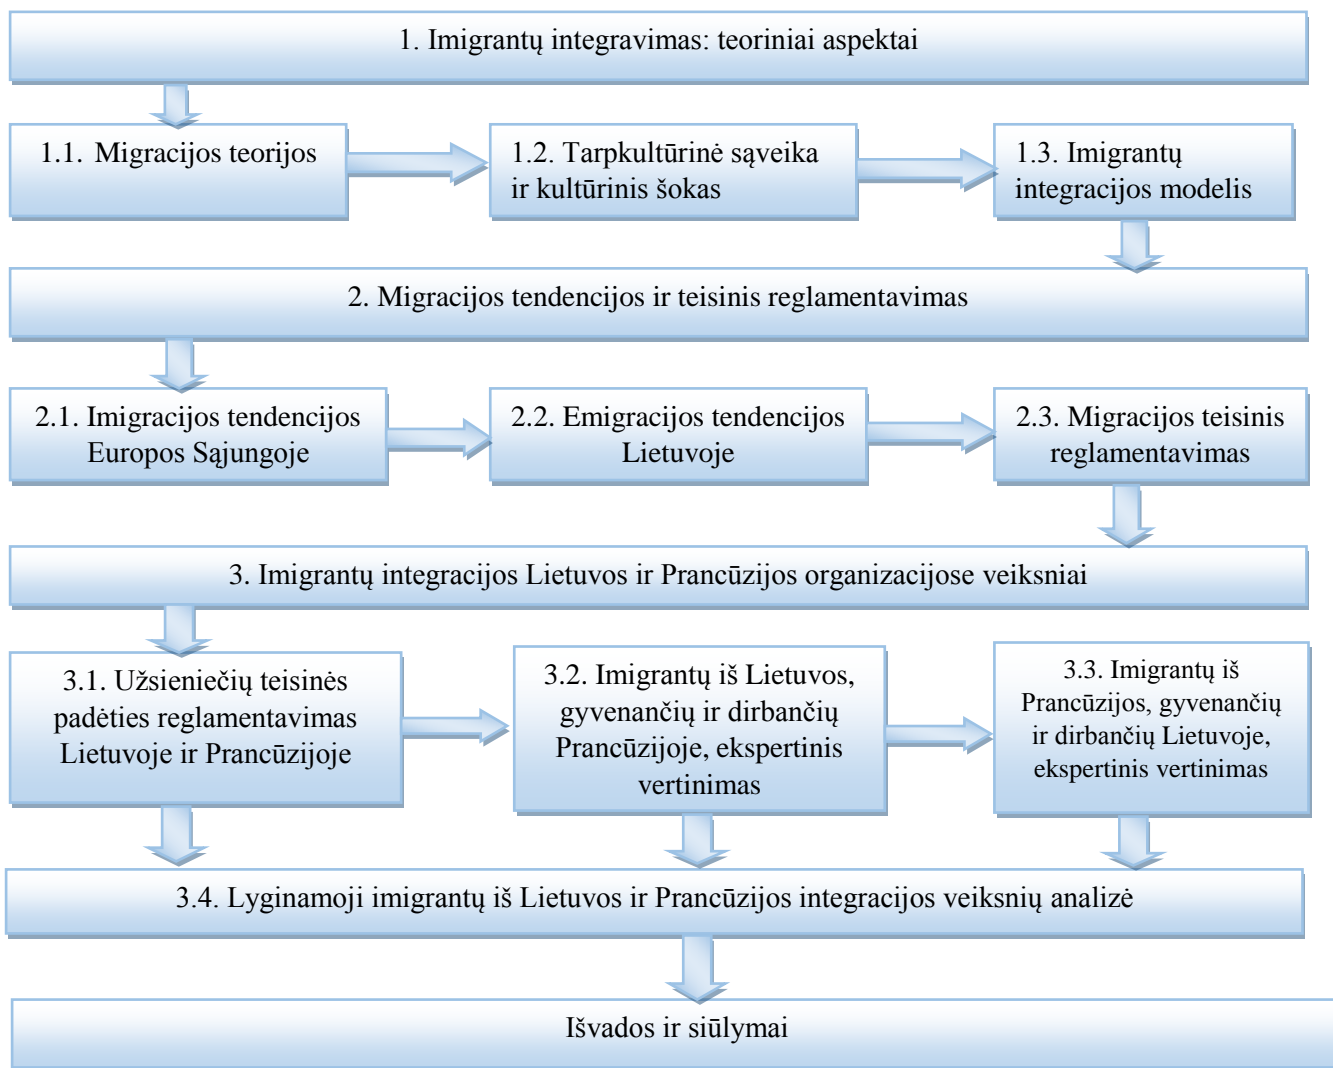 1. Imigrantų integravimas: teoriniai aspektai
1.1. Migracijos teorijos
1.2. Tarpkultūrinė sąveika
ir kultūrinis šokas
1.3. Imigrantų
integracijos modelis
2. Migracijos tendencijos ir teisinis reglamentavimas
2.1. Imigracijos tendencijos
Europos Sąjungoje
2.2. Emigracijos tendencijos
Lietuvoje
2.3. Migracijos teisinis
reglamentavimas
3. Imigrantų integracijos Lietuvos ir Prancūzijos organizacijose veiksniai
3.1. Užsieniečių teisinės
padėties reglamentavimas
Lietuvoje ir Prancūzijoje
3.2. Imigrantų iš Lietuvos,
gyvenančių ir dirbančių
Prancūzijoje, ekspertinis
vertinimas
3.3. Imigrantų iš
Prancūzijos, gyvenančių
ir dirbančių Lietuvoje,
ekspertinis vertinimas
3.4. Lyginamoji imigrantų iš Lietuvos ir Prancūzijos integracijos veiksnių analizė
Išvados ir siūlymai